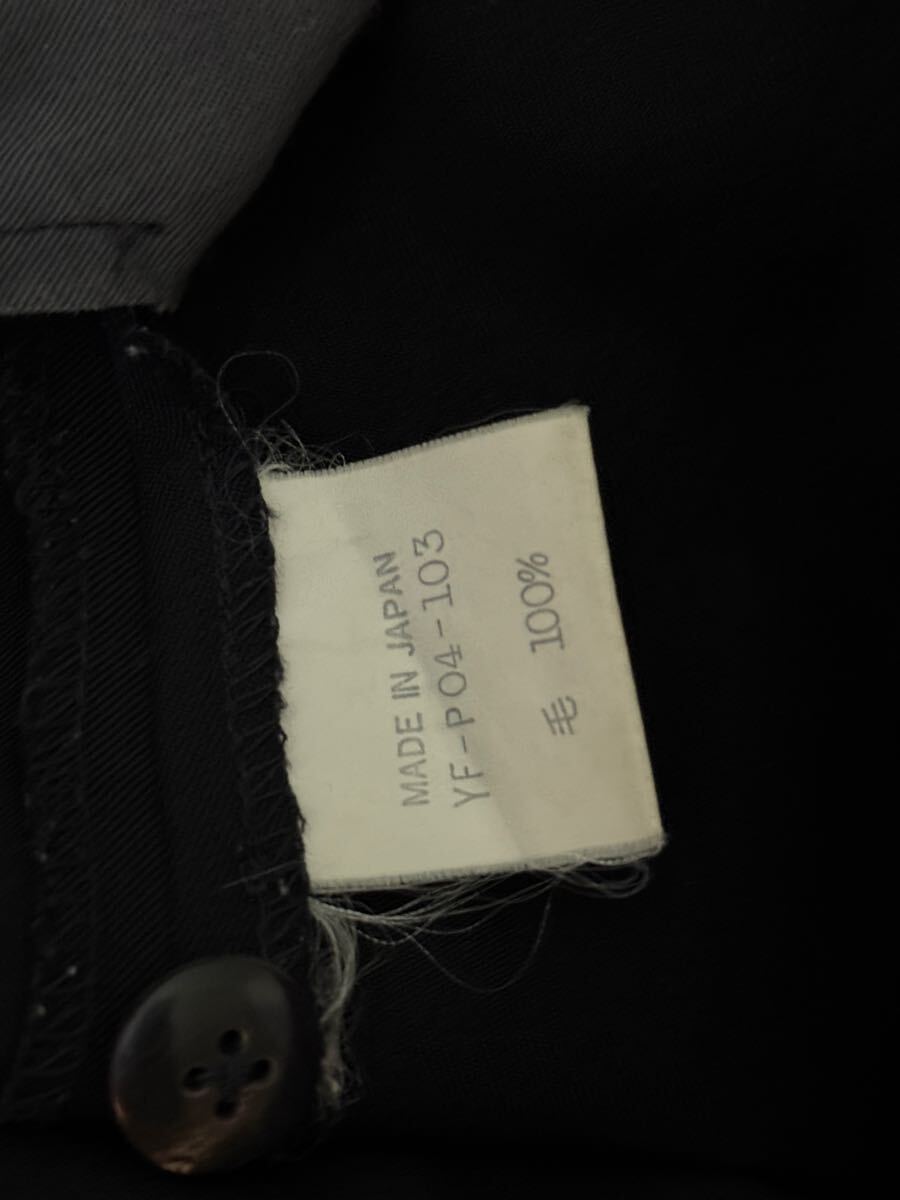 MADE IN JAPAN
YF-P04-103
毛 100%